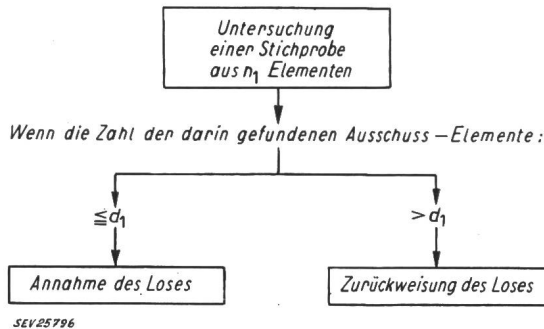 Untersuchung
einer Stichprobe
aus n₁ Elementen
Wenn die Zahl der darin gefundenen Ausschuss – Elemente :
≦ d₁
> d₁
Annahme des Loses
Zurückweisung des Loses
SEV25796